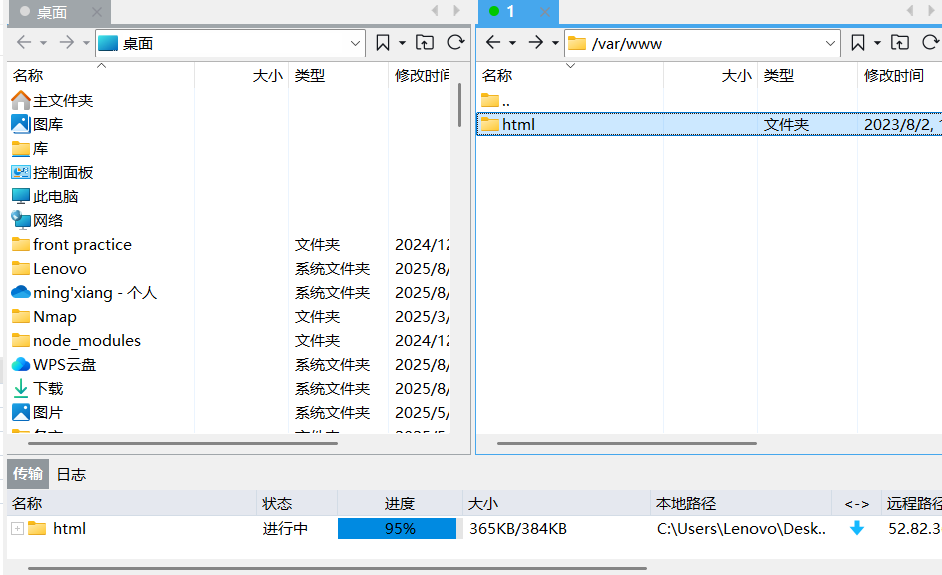 桌面 1
桌面 /var/www
名称 大小 类型 修改时间 名称 大小 类型 修改时间
主文件夹 ..
图库 html 文件夹 2023/8/2,
库
控制面板
此电脑
网络
front practice 文件夹 2024/12
Lenovo 系统文件夹 2025/8/
ming'xiang - 个人 系统文件夹 2025/8/
Nmap 文件夹 2025/3/
node_modules 文件夹 2024/12
WPS云盘 系统文件夹 2025/8/
下载 系统文件夹 2025/8/
图片 系统文件夹 2025/5/
传输 日志
名称 状态 进度 大小 本地路径 <-> 远程路径
html 进行中 95% 365KB/384KB C:\Users\Lenovo\Desk.. 52.82.3